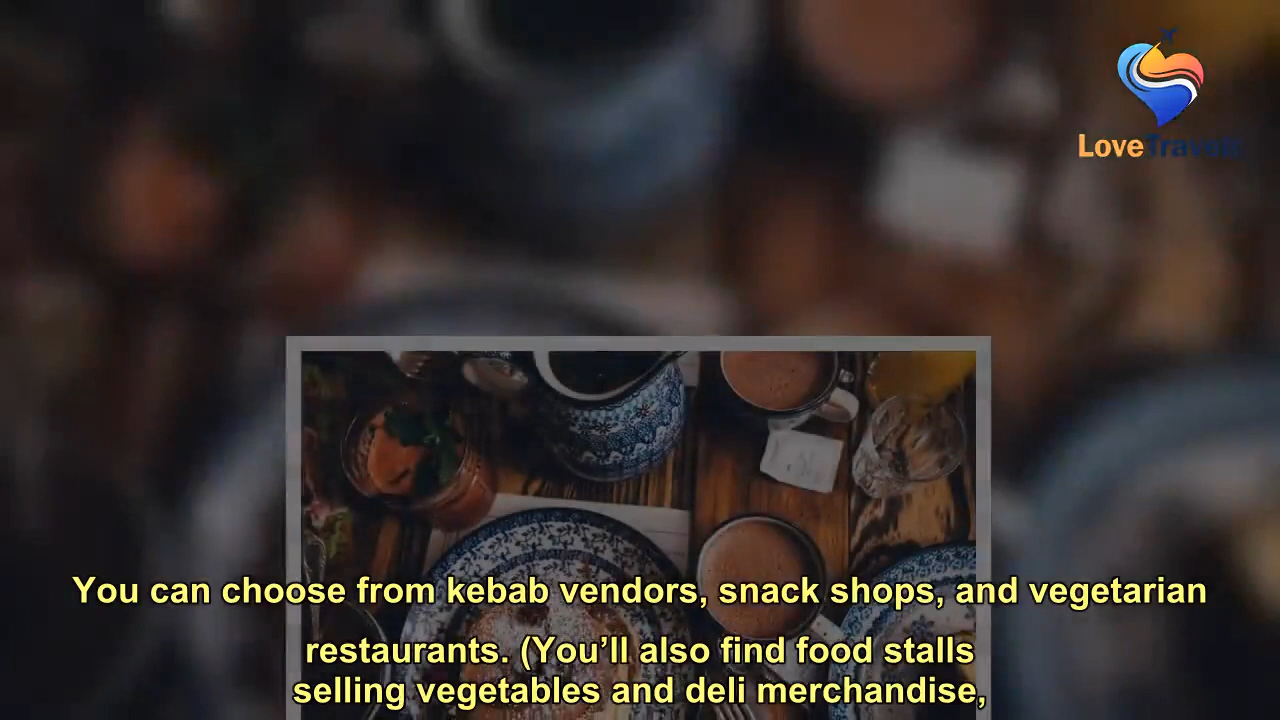 LoveTravels
You can choose from kebab vendors, snack shops, and vegetarian
restaurants. (You’ll also find food stalls
selling vegetables and deli merchandise,